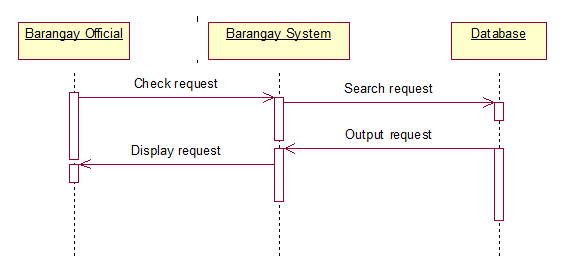 Barangay Official
Barangay System
Database
Check request
Search request
Output request
Display request